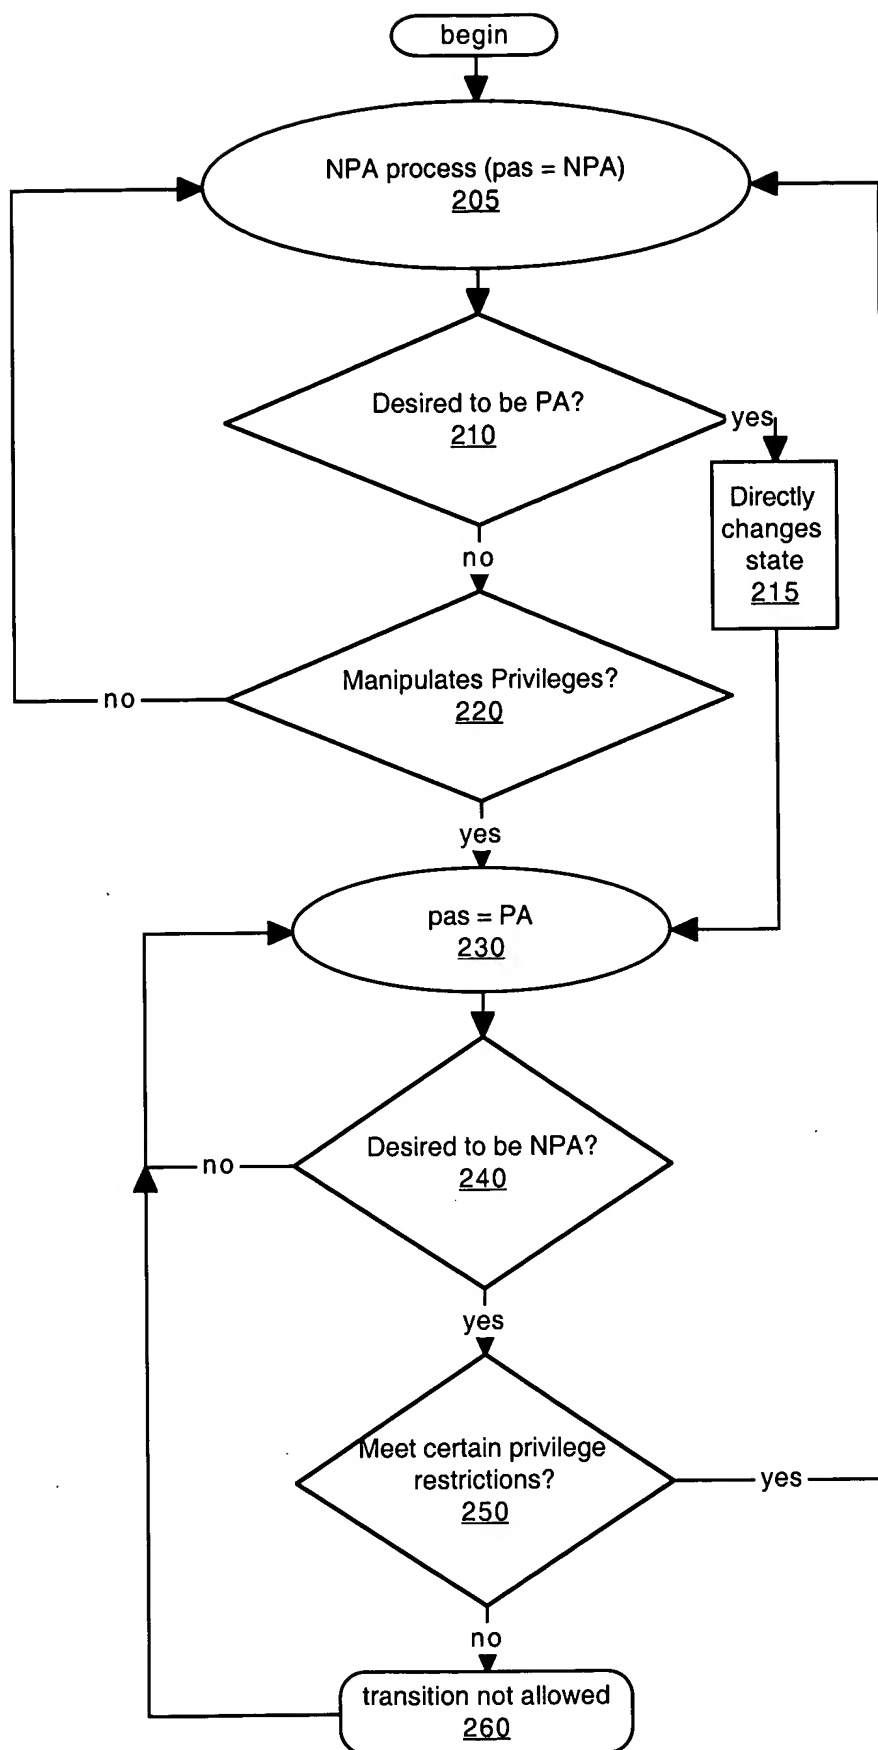 begin
NPA process (pas = NPA)
205
Desired to be PA?
210
yes
Directly
changes
state
215
no
Manipulates Privileges?
220
no
yes
pas = PA
230
Desired to be NPA?
240
no
yes
Meet certain privilege
restrictions?
250
yes
no
transition not allowed
260